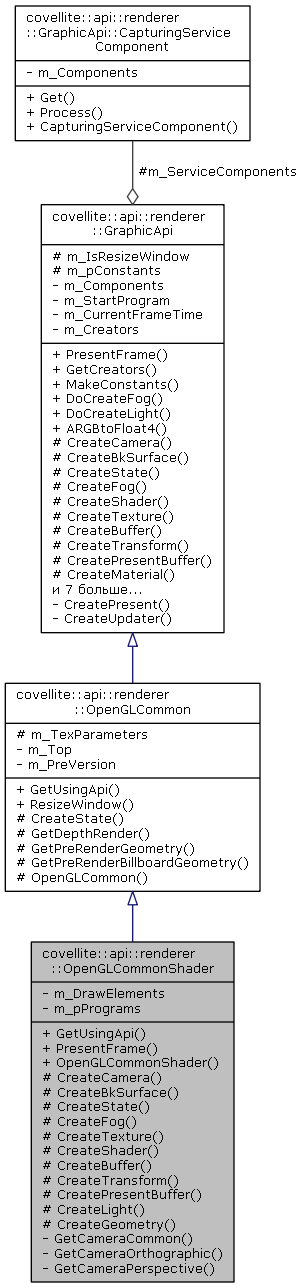 covellite::api::renderer
::GraphicApi::CapturingService
Component
- m_Components
+ Get()
+ Process()
+ CapturingServiceComponent()
#m_ServiceComponents
covellite::api::renderer
::GraphicApi
# m_IsResizeWindow
# m_pConstants
- m_Components
- m_StartProgram
- m_CurrentFrameTime
- m_Creators
+ PresentFrame()
+ GetCreators()
+ MakeConstants()
+ DoCreateFog()
+ DoCreateLight()
+ ARGBtoFloat4()
# CreateCamera()
# CreateBkSurface()
# CreateState()
# CreateFog()
# CreateShader()
# CreateTexture()
# CreateBuffer()
# CreateTransform()
# CreatePresentBuffer()
# CreateMaterial()
и 7 больше...
- CreatePresent()
- CreateUpdater()
covellite::api::renderer
::OpenGLCommon
# m_TexParameters
- m_Top
- m_PreVersion
+ GetUsingApi()
+ ResizeWindow()
# CreateState()
# GetDepthRender()
# GetPreRenderGeometry()
# GetPreRenderBillboardGeometry()
# OpenGLCommon()
covellite::api::renderer
::OpenGLCommonShader
- m_DrawElements
- m_pPrograms
+ GetUsingApi()
+ PresentFrame()
+ OpenGLCommonShader()
# CreateCamera()
# CreateBkSurface()
# CreateState()
# CreateFog()
# CreateTexture()
# CreateShader()
# CreateBuffer()
# CreateTransform()
# CreatePresentBuffer()
# CreateLight()
# CreateGeometry()
- GetCameraCommon()
- GetCameraOrthographic()
- GetCameraPerspective()